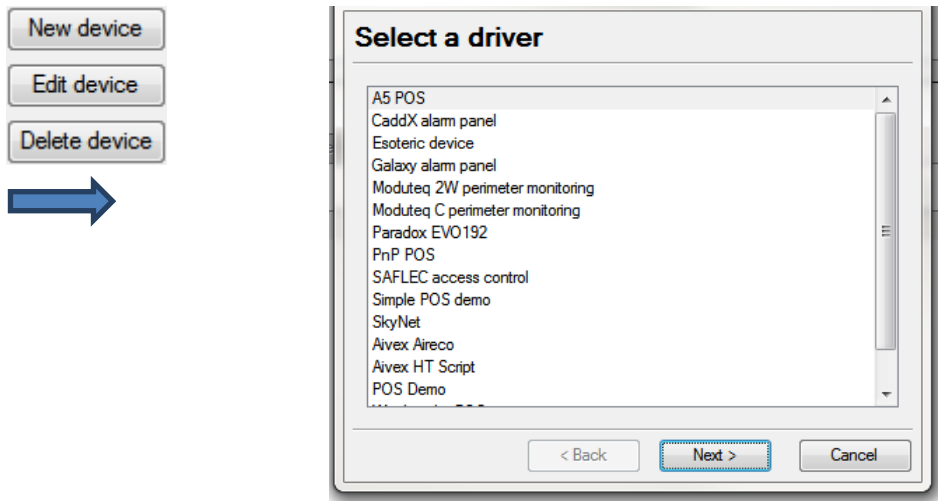 New device
Edit device
Delete device
Select a driver
A5 POS
CaddX alarm panel
Esoteric device
Galaxy alarm panel
Moduteq 2W perimeter monitoring
Moduteq C perimeter monitoring
Paradox EVO192
PnP POS
SAFLEC access control
Simple POS demo
SkyNet
Aivex Aireco
Aivex HT Script
POS Demo
< Back Next > Cancel